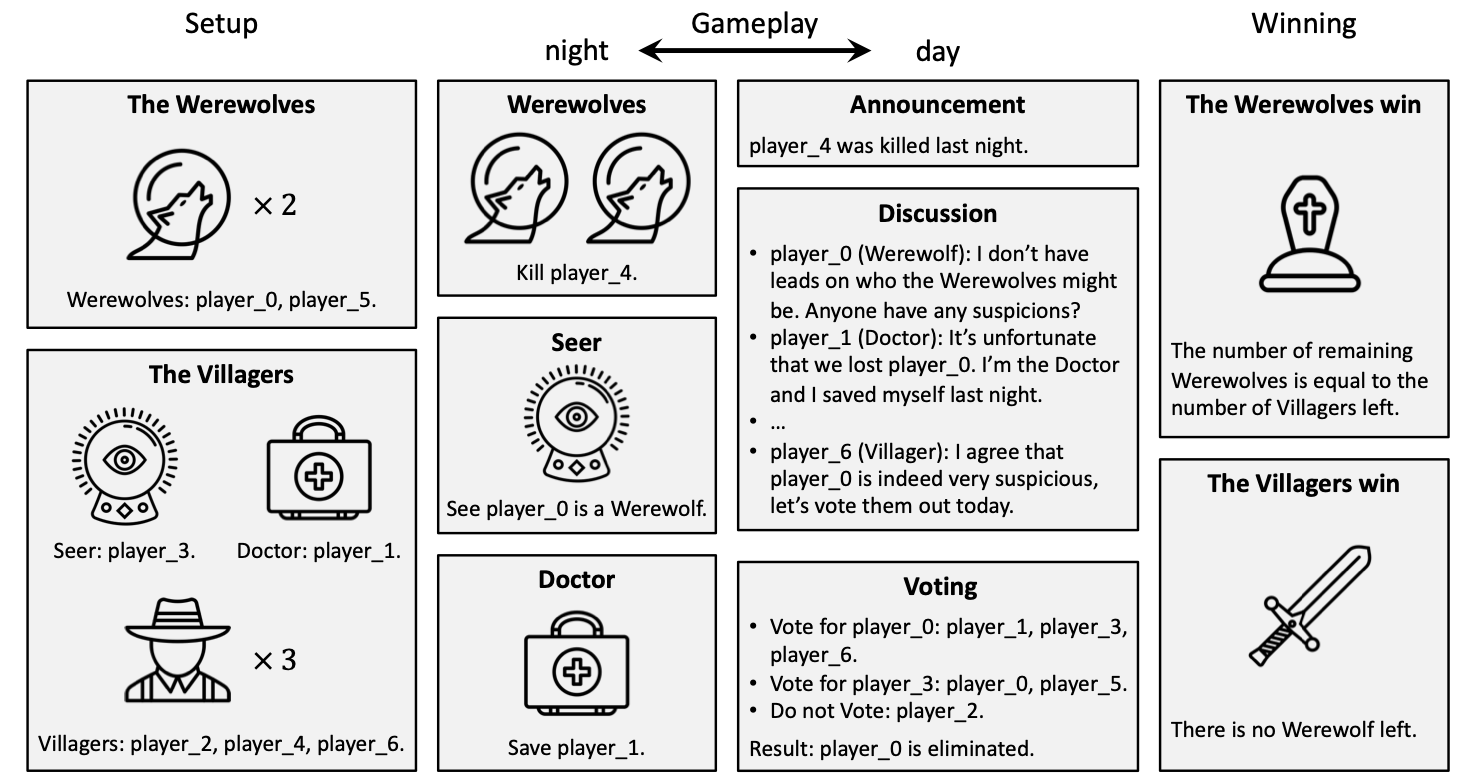 Setup
Gameplay
night
day
Winning
The Werewolves
× 2
Werewolves: player_0, player_5.
The Villagers
Seer: player_3.
Doctor: player_1.
× 3
Villagers: player_2, player_4, player_6.
Werewolves
Kill player_4.
Seer
See player_0 is a Werewolf.
Doctor
Save player_1.
Announcement
player_4 was killed last night.
Discussion
• player_0 (Werewolf): I don’t have
leads on who the Werewolves might
be. Anyone have any suspicions?
• player_1 (Doctor): It’s unfortunate
that we lost player_0. I’m the Doctor
and I saved myself last night.
• ...
• player_6 (Villager): I agree that
player_0 is indeed very suspicious,
let’s vote them out today.
Voting
• Vote for player_0: player_1, player_3,
player_6.
• Vote for player_3: player_0, player_5.
• Do not Vote: player_2.
Result: player_0 is eliminated.
The Werewolves win
The number of remaining
Werewolves is equal to the
number of Villagers left.
The Villagers win
There is no Werewolf left.